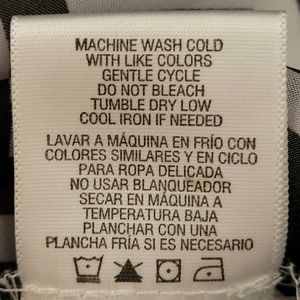 MACHINE WASH COLD
WITH LIKE COLORS
GENTLE CYCLE
DO NOT BLEACH
TUMBLE DRY LOW
COOL IRON IF NEEDED
LAVAR A MÁQUINA EN FRÍO CON
COLORES SIMILARES Y EN CICLO
PARA ROPA DELICADA
NO USAR BLANQUEADOR
SECAR EN MÁQUINA A
TEMPERATURA BAJA
PLANCHAR CON UNA
PLANCHA FRÍA SI ES NECESARIO